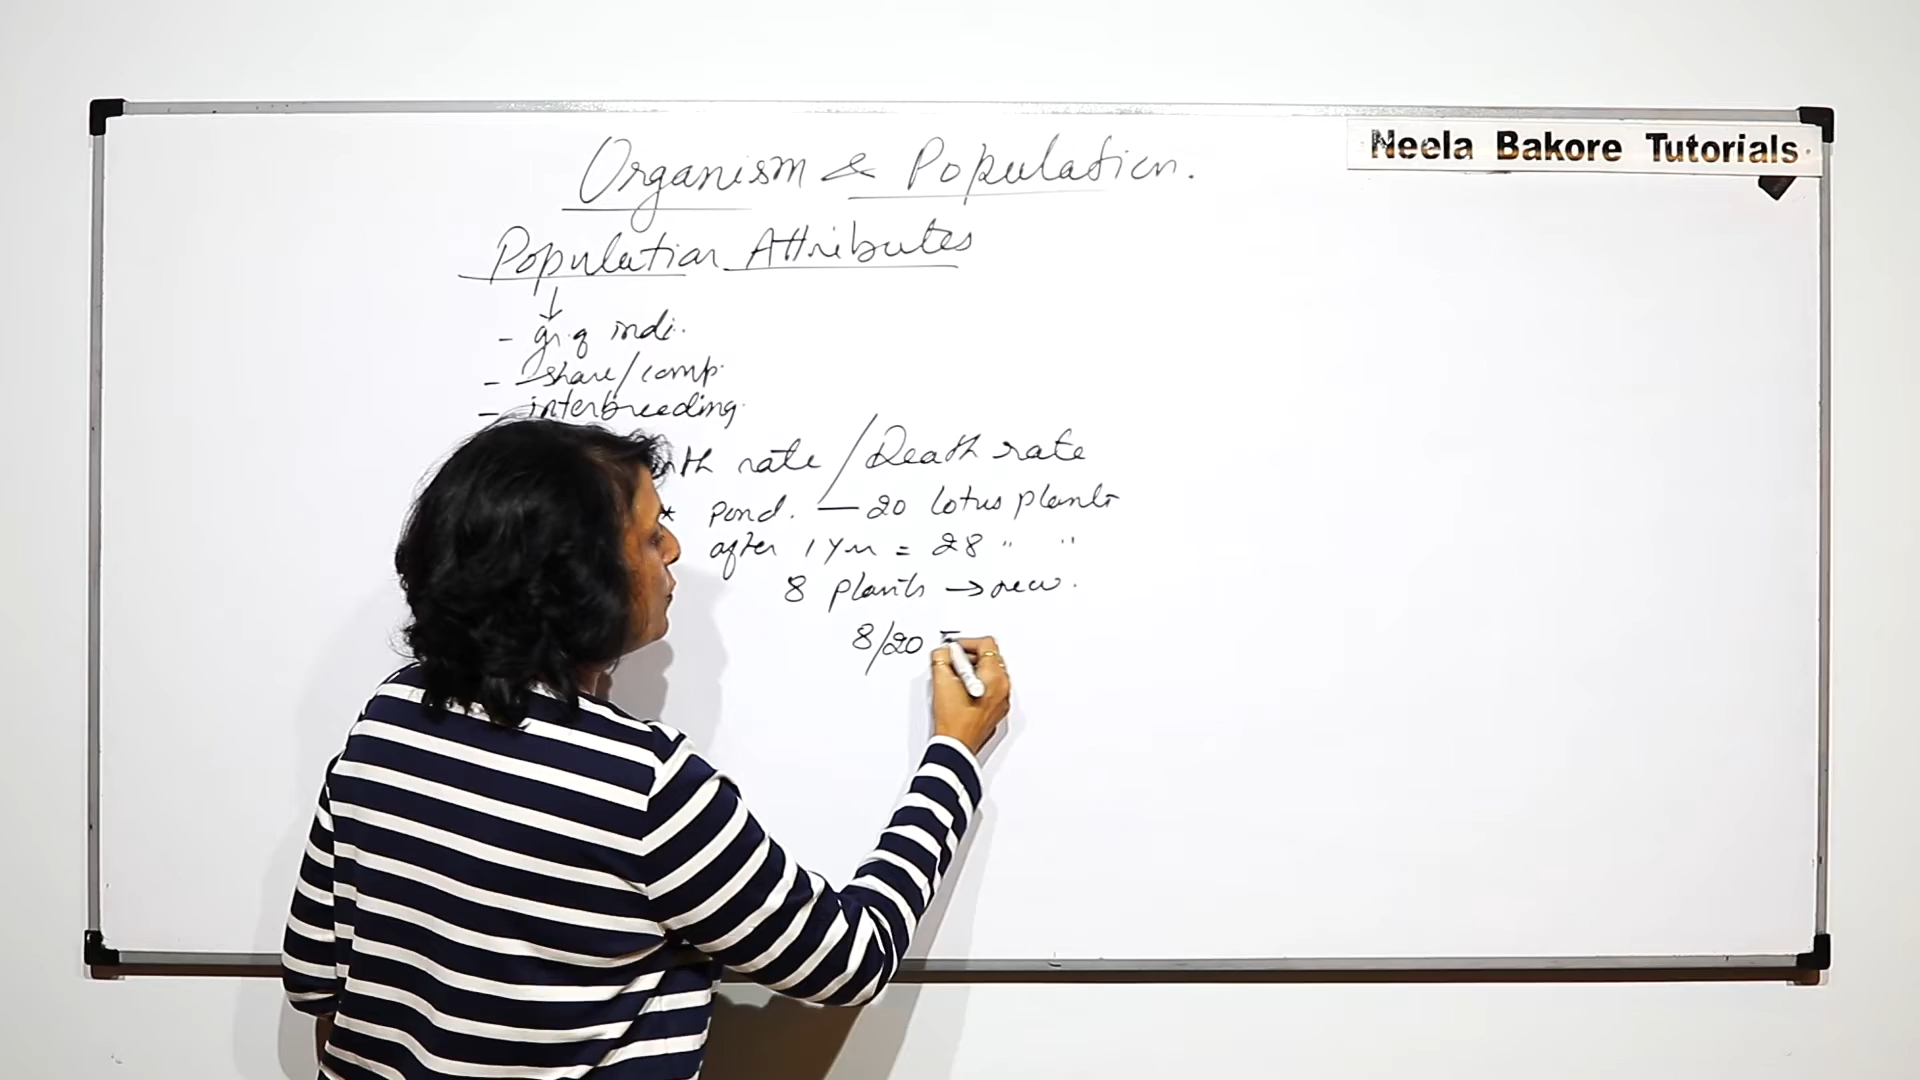 Neela Bakore Tutorials
Organism & Population.
Population Attributes
- gr. of indi.
- share/comp.
- interbreeding.
rate / Death rate
* Pond. — 20 lotus plants
after 1 yr = 28 " "
8 plants → new.
8/20 =